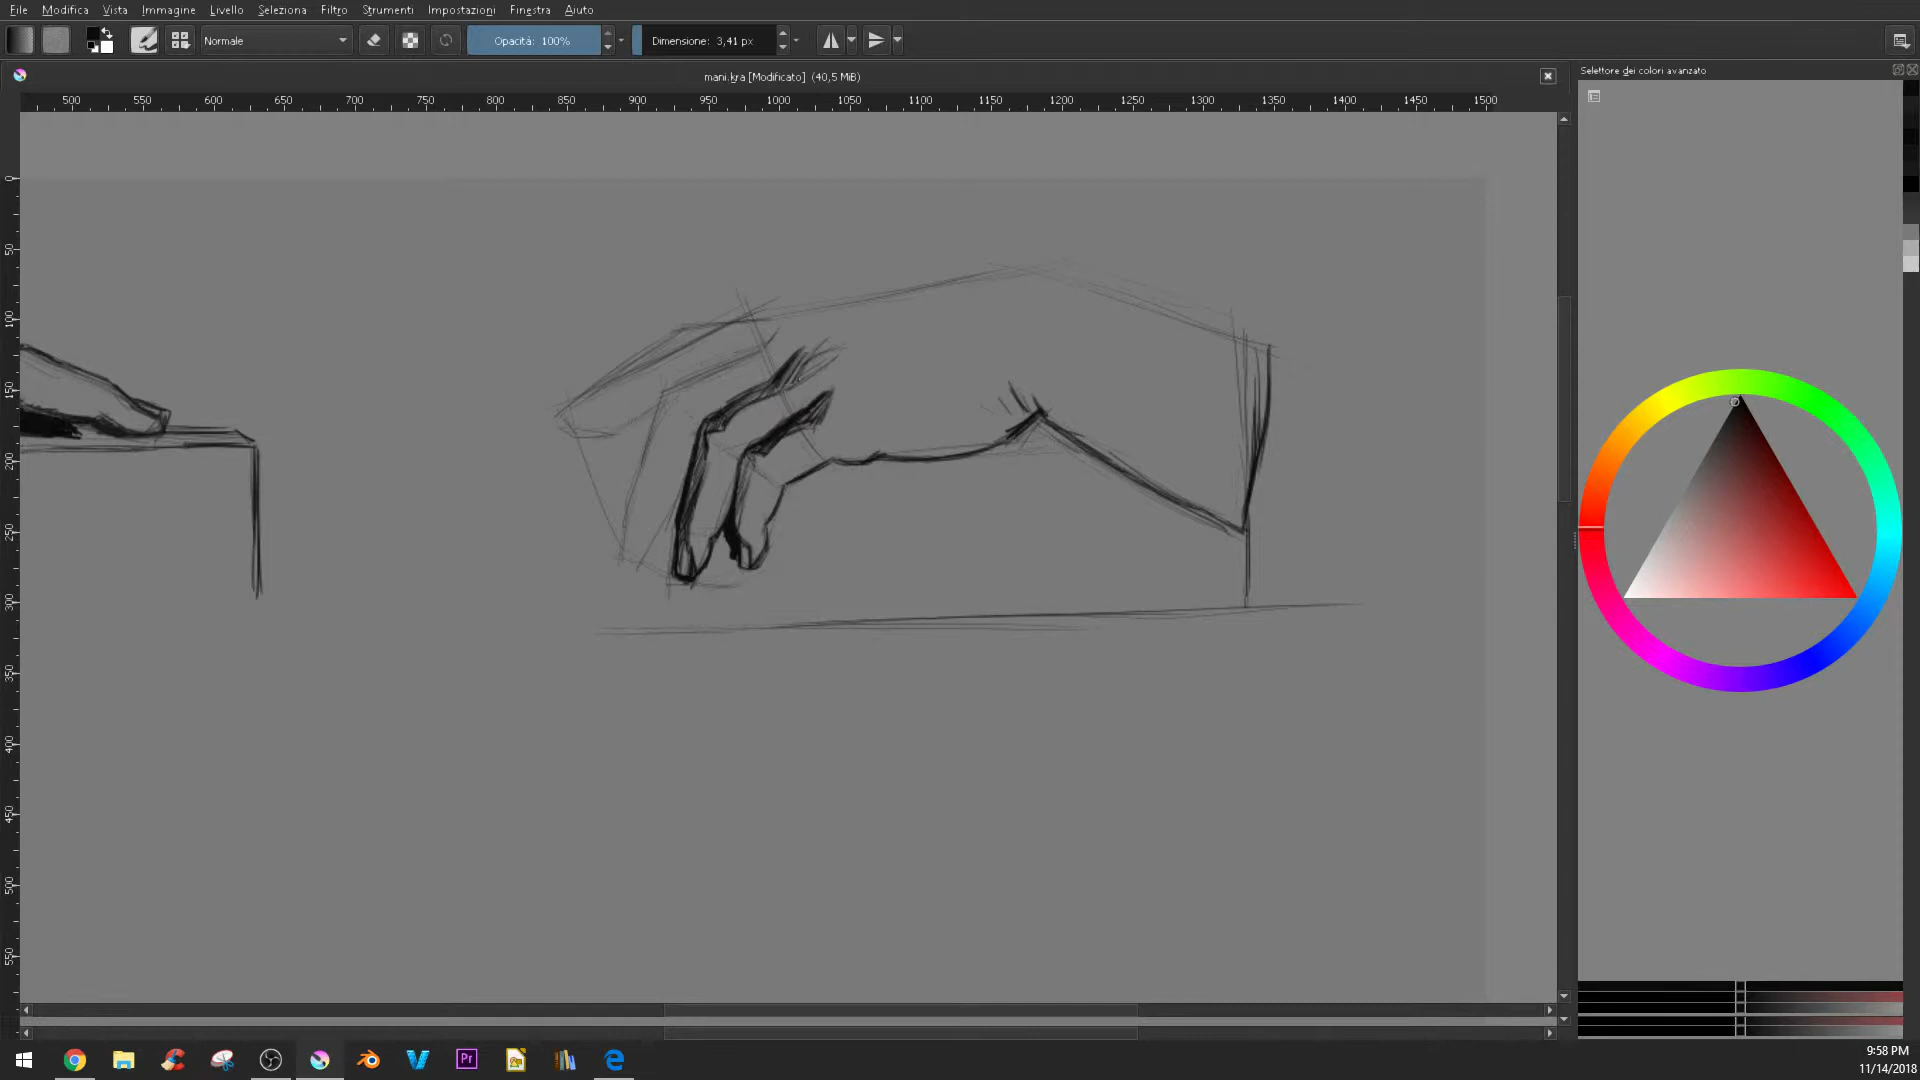 File Modifica Vista Immagine Livello Seleziona Filtro Strumenti Impostazioni Finestra Aiuto
Normale Opacità: 100% Dimensione: 3,41 px
mani.kra [Modificato] (40,5 MiB)
Selettore dei colori avanzato
500 550 600 650 700 750 800 850 900 950 1000 1050 1100 1150 1200 1250 1300 1350 1400 1450 1500
0
50
100
150
200
250
300
350
400
450
500
550
Pr
9:58 PM
11/14/2018